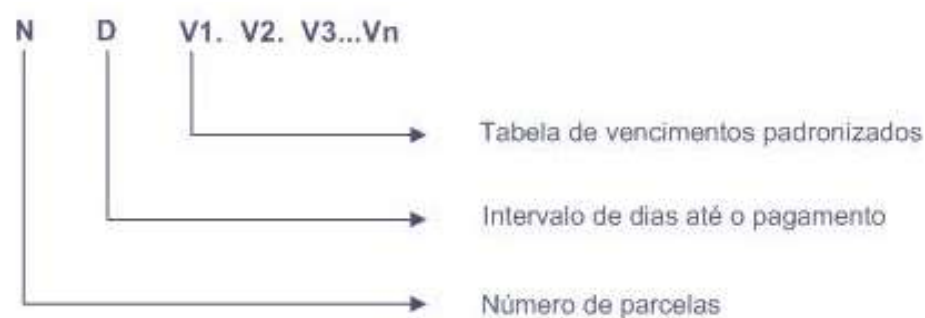 N D V1. V2. V3...Vn
Tabela de vencimentos padronizados
Intervalo de dias até o pagamento
Número de parcelas